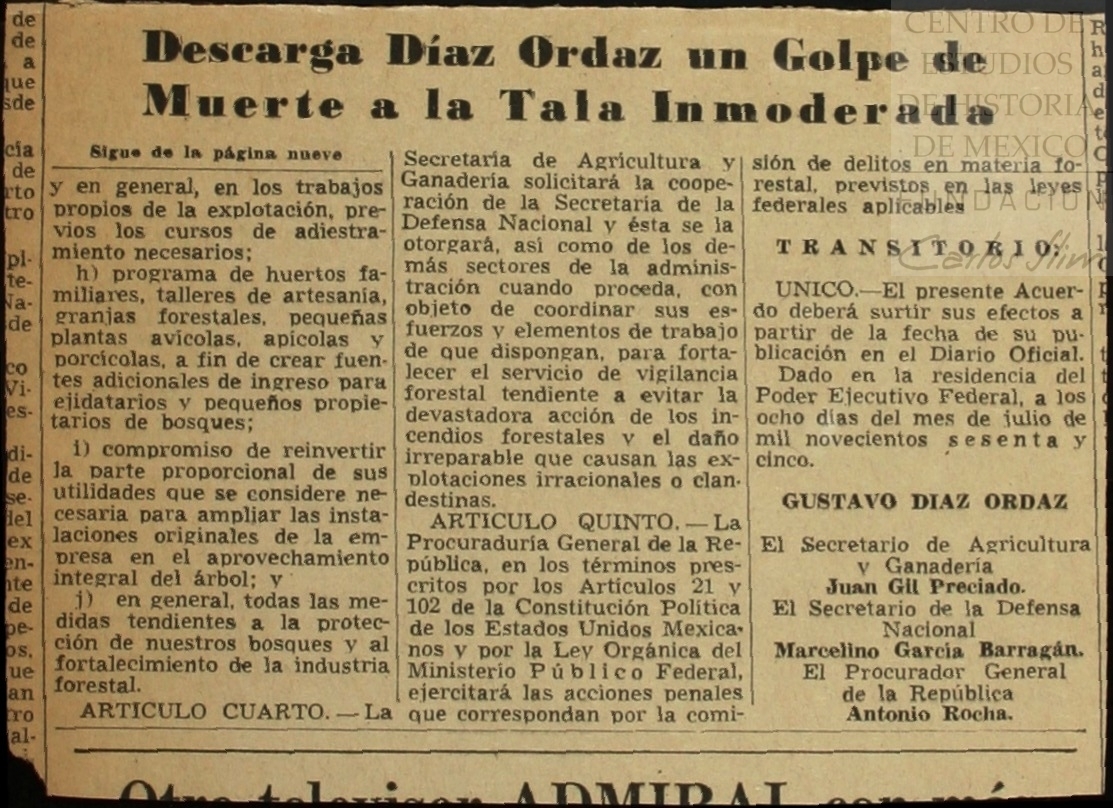 Descarga Díaz Ordaz un Golpe de
Muerte a la Tala Inmoderada
Sigue de la página nueve
y en general, en los trabajos
propios de la explotación, pre-
vios los cursos de adiestra-
miento necesarios;
h) programa de huertos fa-
miliares, talleres de artesanía,
granjas forestales, pequeñas
plantas avícolas, apícolas y
porcícolas, a fin de crear fuen-
tes adicionales de ingreso para
ejidatarios y pequeños propie-
tarios de bosques;
i) compromiso de reinvertir
la parte proporcional de sus
utilidades que se considere ne-
cesaria para ampliar las insta-
laciones originales de la em-
presa en el aprovechamiento
integral del árbol; y
j) en general, todas las me-
didas tendientes a la protec-
ción de nuestros bosques y al
fortalecimiento de la industria
forestal.
ARTICULO CUARTO.—La
Secretaría de Agricultura y
Ganadería solicitará la coope-
ración de la Secretaría de la
Defensa Nacional y ésta se la
otorgará, así como de los de-
más sectores de la adminis-
tración cuando proceda, con
objeto de coordinar sus es-
fuerzos y elementos de trabajo
de que dispongan, para forta-
lecer el servicio de vigilancia
forestal tendiente a evitar la
devastadora acción de los in-
cendios forestales y el daño
irreparable que causan las ex-
plotaciones irracionales o clan-
destinas.
ARTICULO QUINTO.—La
Procuraduría General de la Re-
pública, en los términos pres-
critos por los Artículos 21 y
102 de la Constitución Política
de los Estados Unidos Mexica-
nos y por la Ley Orgánica del
Ministerio Público Federal,
ejercitará las acciones penales
que correspondan por la comi-
sión de delitos en materia fo-
restal, previstos en las leyes
federales aplicables
TRANSITORIO:
UNICO.—El presente Acuer-
do deberá surtir sus efectos a
partir de la fecha de su pu-
blicación en el Diario Oficial.
Dado en la residencia del
Poder Ejecutivo Federal, a los
ocho días del mes de julio de
mil novecientos sesenta y
cinco.
GUSTAVO DIAZ ORDAZ
El Secretario de Agricultura
y Ganadería
Juan Gil Preciado.
El Secretario de la Defensa
Nacional
Marcelino García Barragán.
El Procurador General
de la República
Antonio Rocha.
Otro televisor ADMIRAL con más
CENTRO DE
ESTUDIOS
DE HISTORIA
DE MEXICO
FUNDACIÓN
Carlos Slim